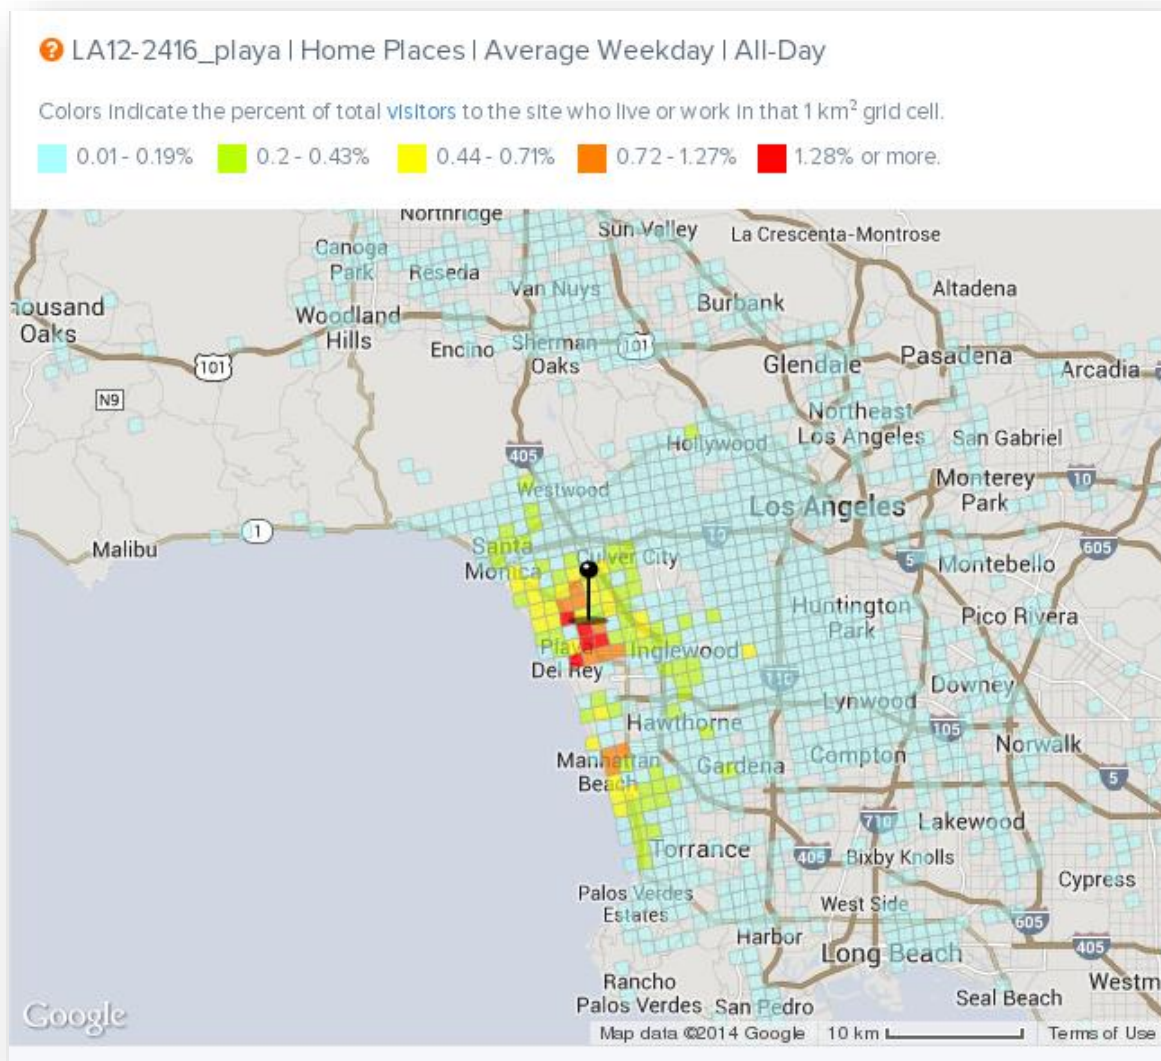 ? LA12-2416_playa | Home Places | Average Weekday | All-Day
Colors indicate the percent of total visitors to the site who live or work in that 1 km² grid cell.
0.01 - 0.19% 0.2 - 0.43% 0.44 - 0.71% 0.72 - 1.27% 1.28% or more.
Northridge
Sun Valley
La Crescenta-Montrose
Canoga
Park
Reseda
Van Nuys
Burbank
Altadena
housand
Oaks
Woodland
Hills
Encino
Sherman
Oaks
101
Glendale
Pasadena
Arcadia
101
N9
Northeast
Los Angeles
San Gabriel
Hollywood
405
Westwood
Monterey
Park
10
Los Angeles
1
Malibu
Santa
Monica
Culver City
10
605
5
Montebello
Huntington
Park
Pico Rivera
Playa
Del Rey
Inglewood
110
Downey
Lynwood
Hawthorne
105
Norwalk
Manhattan
Beach
Gardena
Compton
5
710
Lakewood
Torrance
405
Bixby Knolls
Cypress
Palos Verdes
Estates
West Side
605
Harbor
Long Beach
405
Rancho
Palos Verdes
San Pedro
Seal Beach
Westm
Google
Map data ©2014 Google 10 km Terms of Use